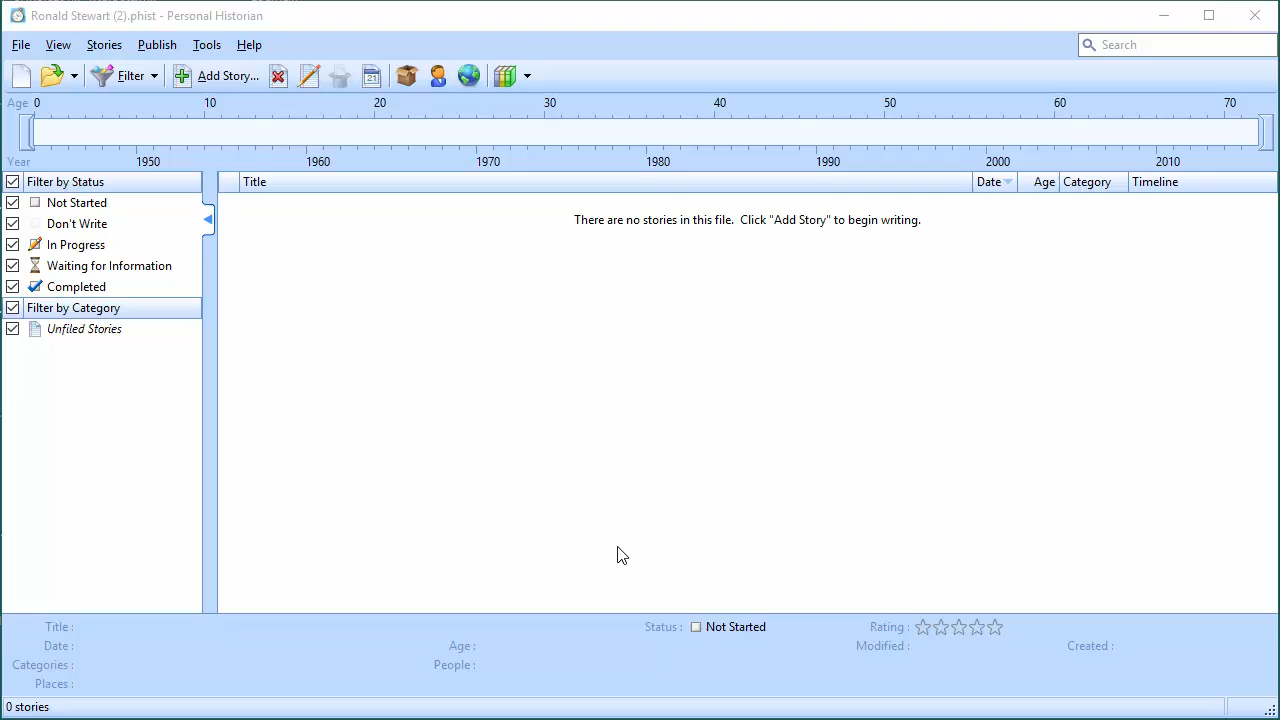 Ronald Stewart (2).phist - Personal Historian
File View Stories Publish Tools Help
Search
Filter Add Story... 21
Age 0 10 20 30 40 50 60 70
Year 1950 1960 1970 1980 1990 2000 2010
Filter by Status
Title Date Age Category Timeline
Not Started
There are no stories in this file. Click "Add Story" to begin writing.
Don't Write
In Progress
Waiting for Information
Completed
Filter by Category
Unfiled Stories
Title : Status : Not Started Rating :
Date : Age : Modified : Created :
Categories : People :
Places :
0 stories